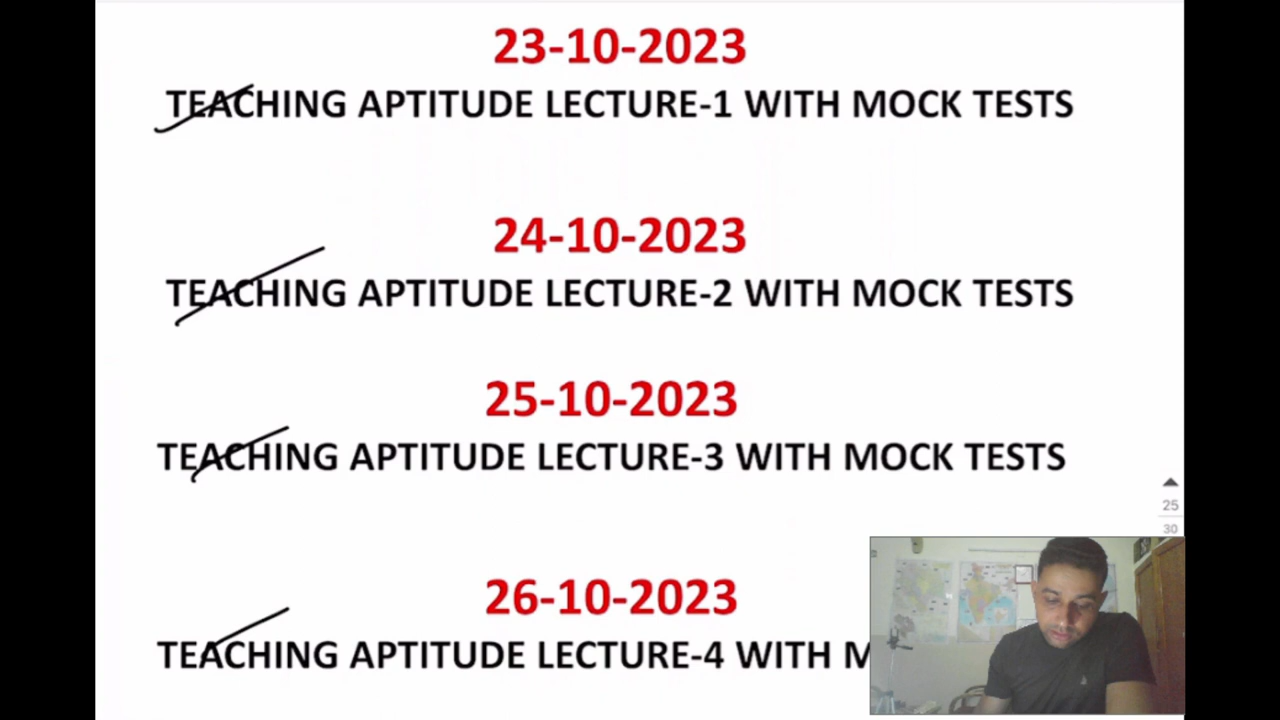 23-10-2023
TEACHING APTITUDE LECTURE-1 WITH MOCK TESTS
24-10-2023
TEACHING APTITUDE LECTURE-2 WITH MOCK TESTS
25-10-2023
TEACHING APTITUDE LECTURE-3 WITH MOCK TESTS
25
30
26-10-2023
TEACHING APTITUDE LECTURE-4 WITH M